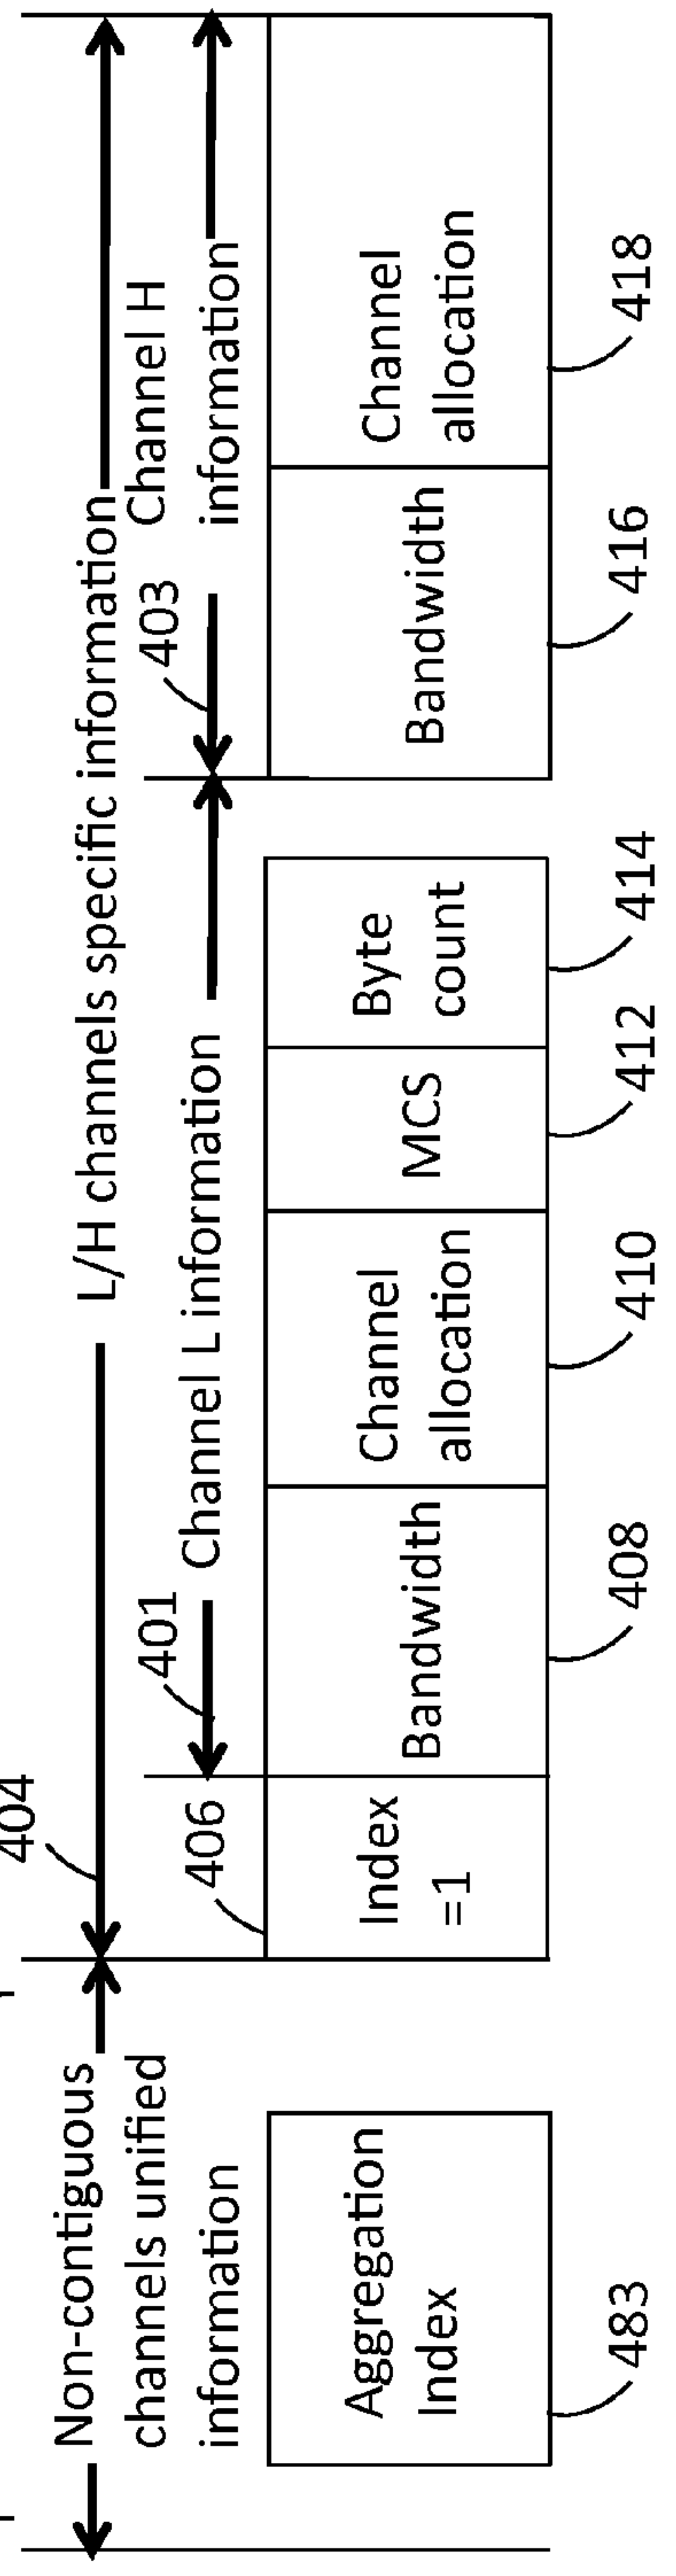 404
Non-contiguous
channels unified
information
L/H channels specific information
401
Channel L information
403
Channel H
information
406
Aggregation
Index
Index
=1
Bandwidth
Channel
allocation
MCS
Byte
count
Bandwidth
Channel
allocation
483
408
410
412
414
416
418